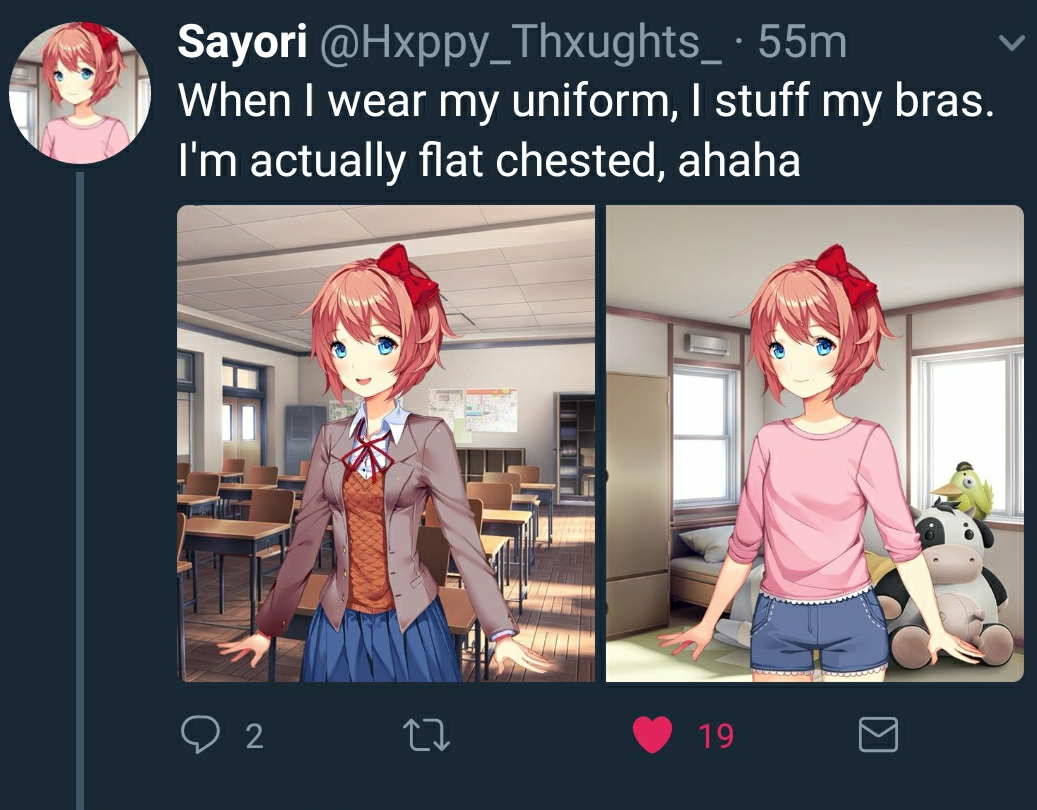 Sayori @Hxppy_Thxughts_ · 55m
When I wear my uniform, I stuff my bras.
I'm actually flat chested, ahaha
2
19